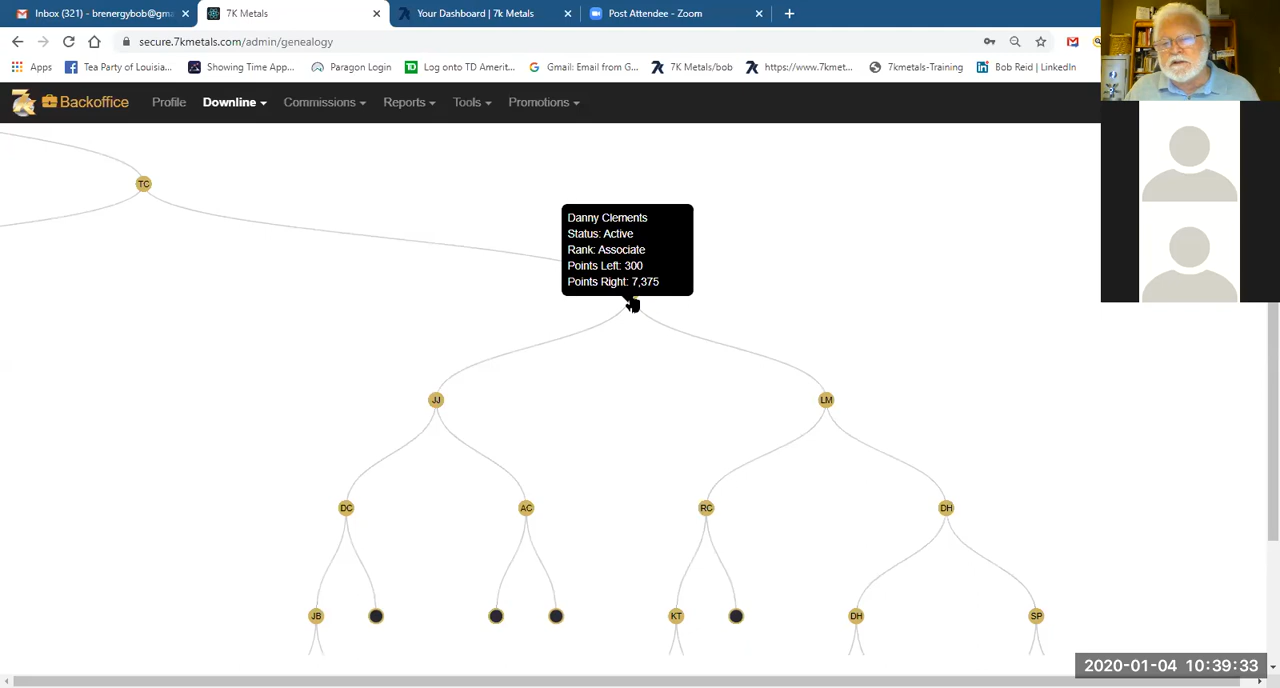 Inbox (321) - brenergybob@gma
7K Metals
Your Dashboard | 7k Metals
Post Attendee - Zoom
secure.7kmetals.com/admin/genealogy
Apps
Tea Party of Louisia...
Showing Time App...
Paragon Login
Log onto TD Amerit...
Gmail: Email from G...
7K Metals/bob
https://www.7kmet...
7kmetals-Training
Bob Reid | LinkedIn
Backoffice
Profile
Downline
Commissions
Reports
Tools
Promotions
TC
Danny Clements
Status: Active
Rank: Associate
Points Left: 300
Points Right: 7,375
JJ
LM
DC
AC
RC
DH
JB
KT
DH
SP
2020-01-04 10:39:33